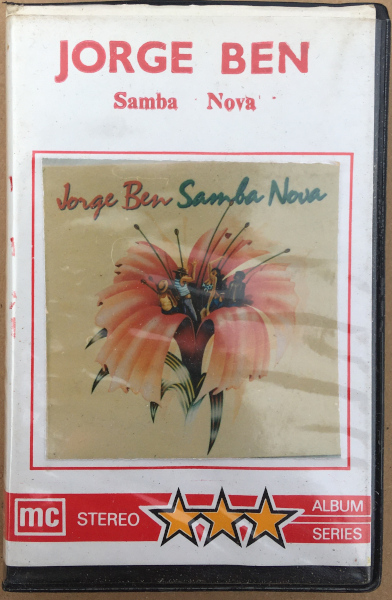 JORGE BEN
Samba Nova
Jorge Ben Samba Nova
mc STEREO ALBUM
SERIES